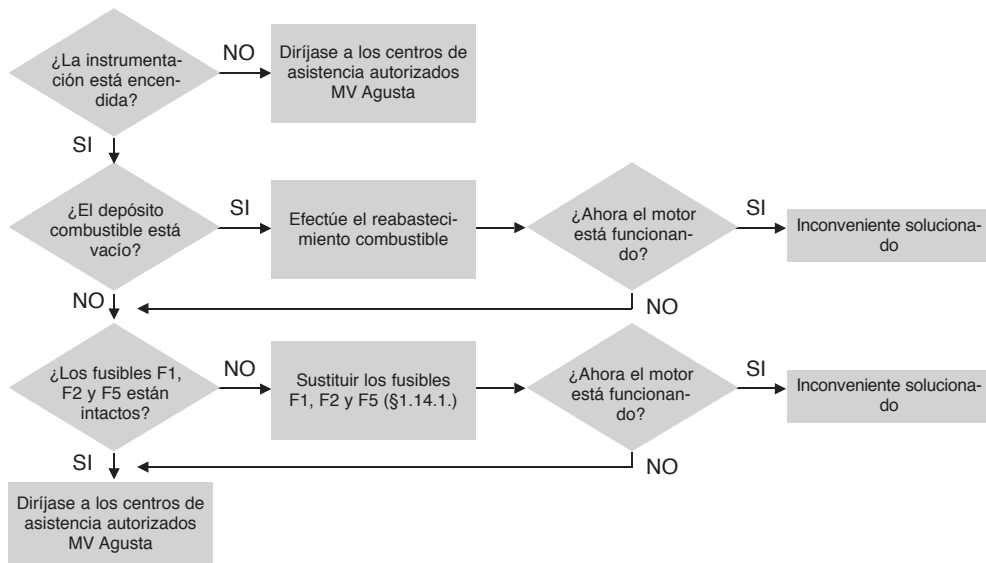 ¿La instrumenta-
ción está encen-
dida?
NO
Diríjase a los centros de
asistencia autorizados
MV Agusta
SI
¿El depósito
combustible está
vacío?
SI
Efectúe el reabasteci-
miento combustible
¿Ahora el motor
está funcionan-
do?
SI
Inconveniente soluciona-
do
NO
NO
¿Los fusibles F1,
F2 y F5 están
intactos?
NO
Sustituir los fusibles
F1, F2 y F5 (§1.14.1.)
¿Ahora el motor
está funcionan-
do?
SI
Inconveniente soluciona-
do
SI
NO
Diríjase a los centros de
asistencia autorizados
MV Agusta